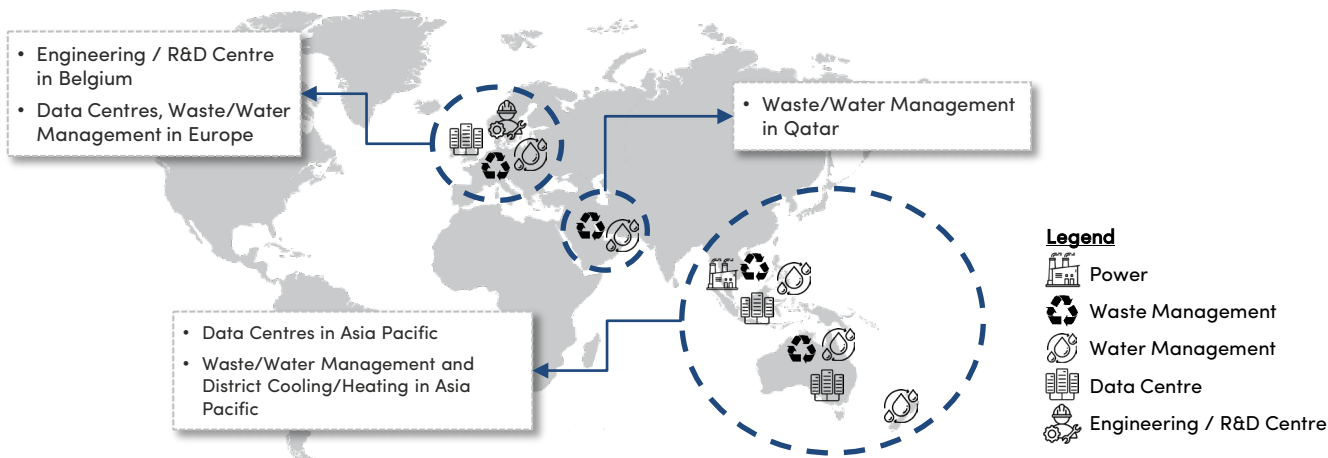 • Engineering / R&D Centre
in Belgium
• Data Centres, Waste/Water
Management in Europe
• Waste/Water Management
in Qatar
• Data Centres in Asia Pacific
• Waste/Water Management and
District Cooling/Heating in Asia
Pacific
Legend
Power
Waste Management
Water Management
Data Centre
Engineering / R&D Centre